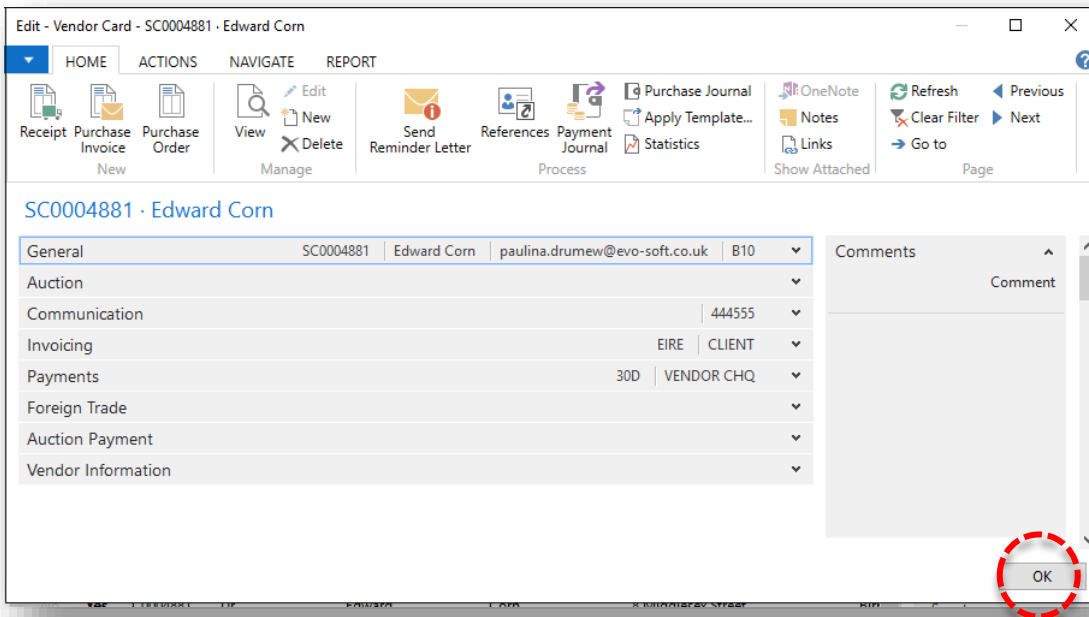 Edit - Vendor Card - SC0004881 · Edward Corn
HOME ACTIONS NAVIGATE REPORT
Receipt Purchase Invoice Purchase Order
New
View Edit New Delete
Manage
Send Reminder Letter References Payment Journal Purchase Journal Apply Template... Statistics
Process
OneNote Notes Links
Show Attached
Refresh Clear Filter Go to Previous Next
Page
SC0004881 · Edward Corn
General SC0004881 Edward Corn paulina.drumew@evo-soft.co.uk B10
Auction
Communication 444555
Invoicing EIRE CLIENT
Payments 30D VENDOR CHQ
Foreign Trade
Auction Payment
Vendor Information
Comments
Comment
OK